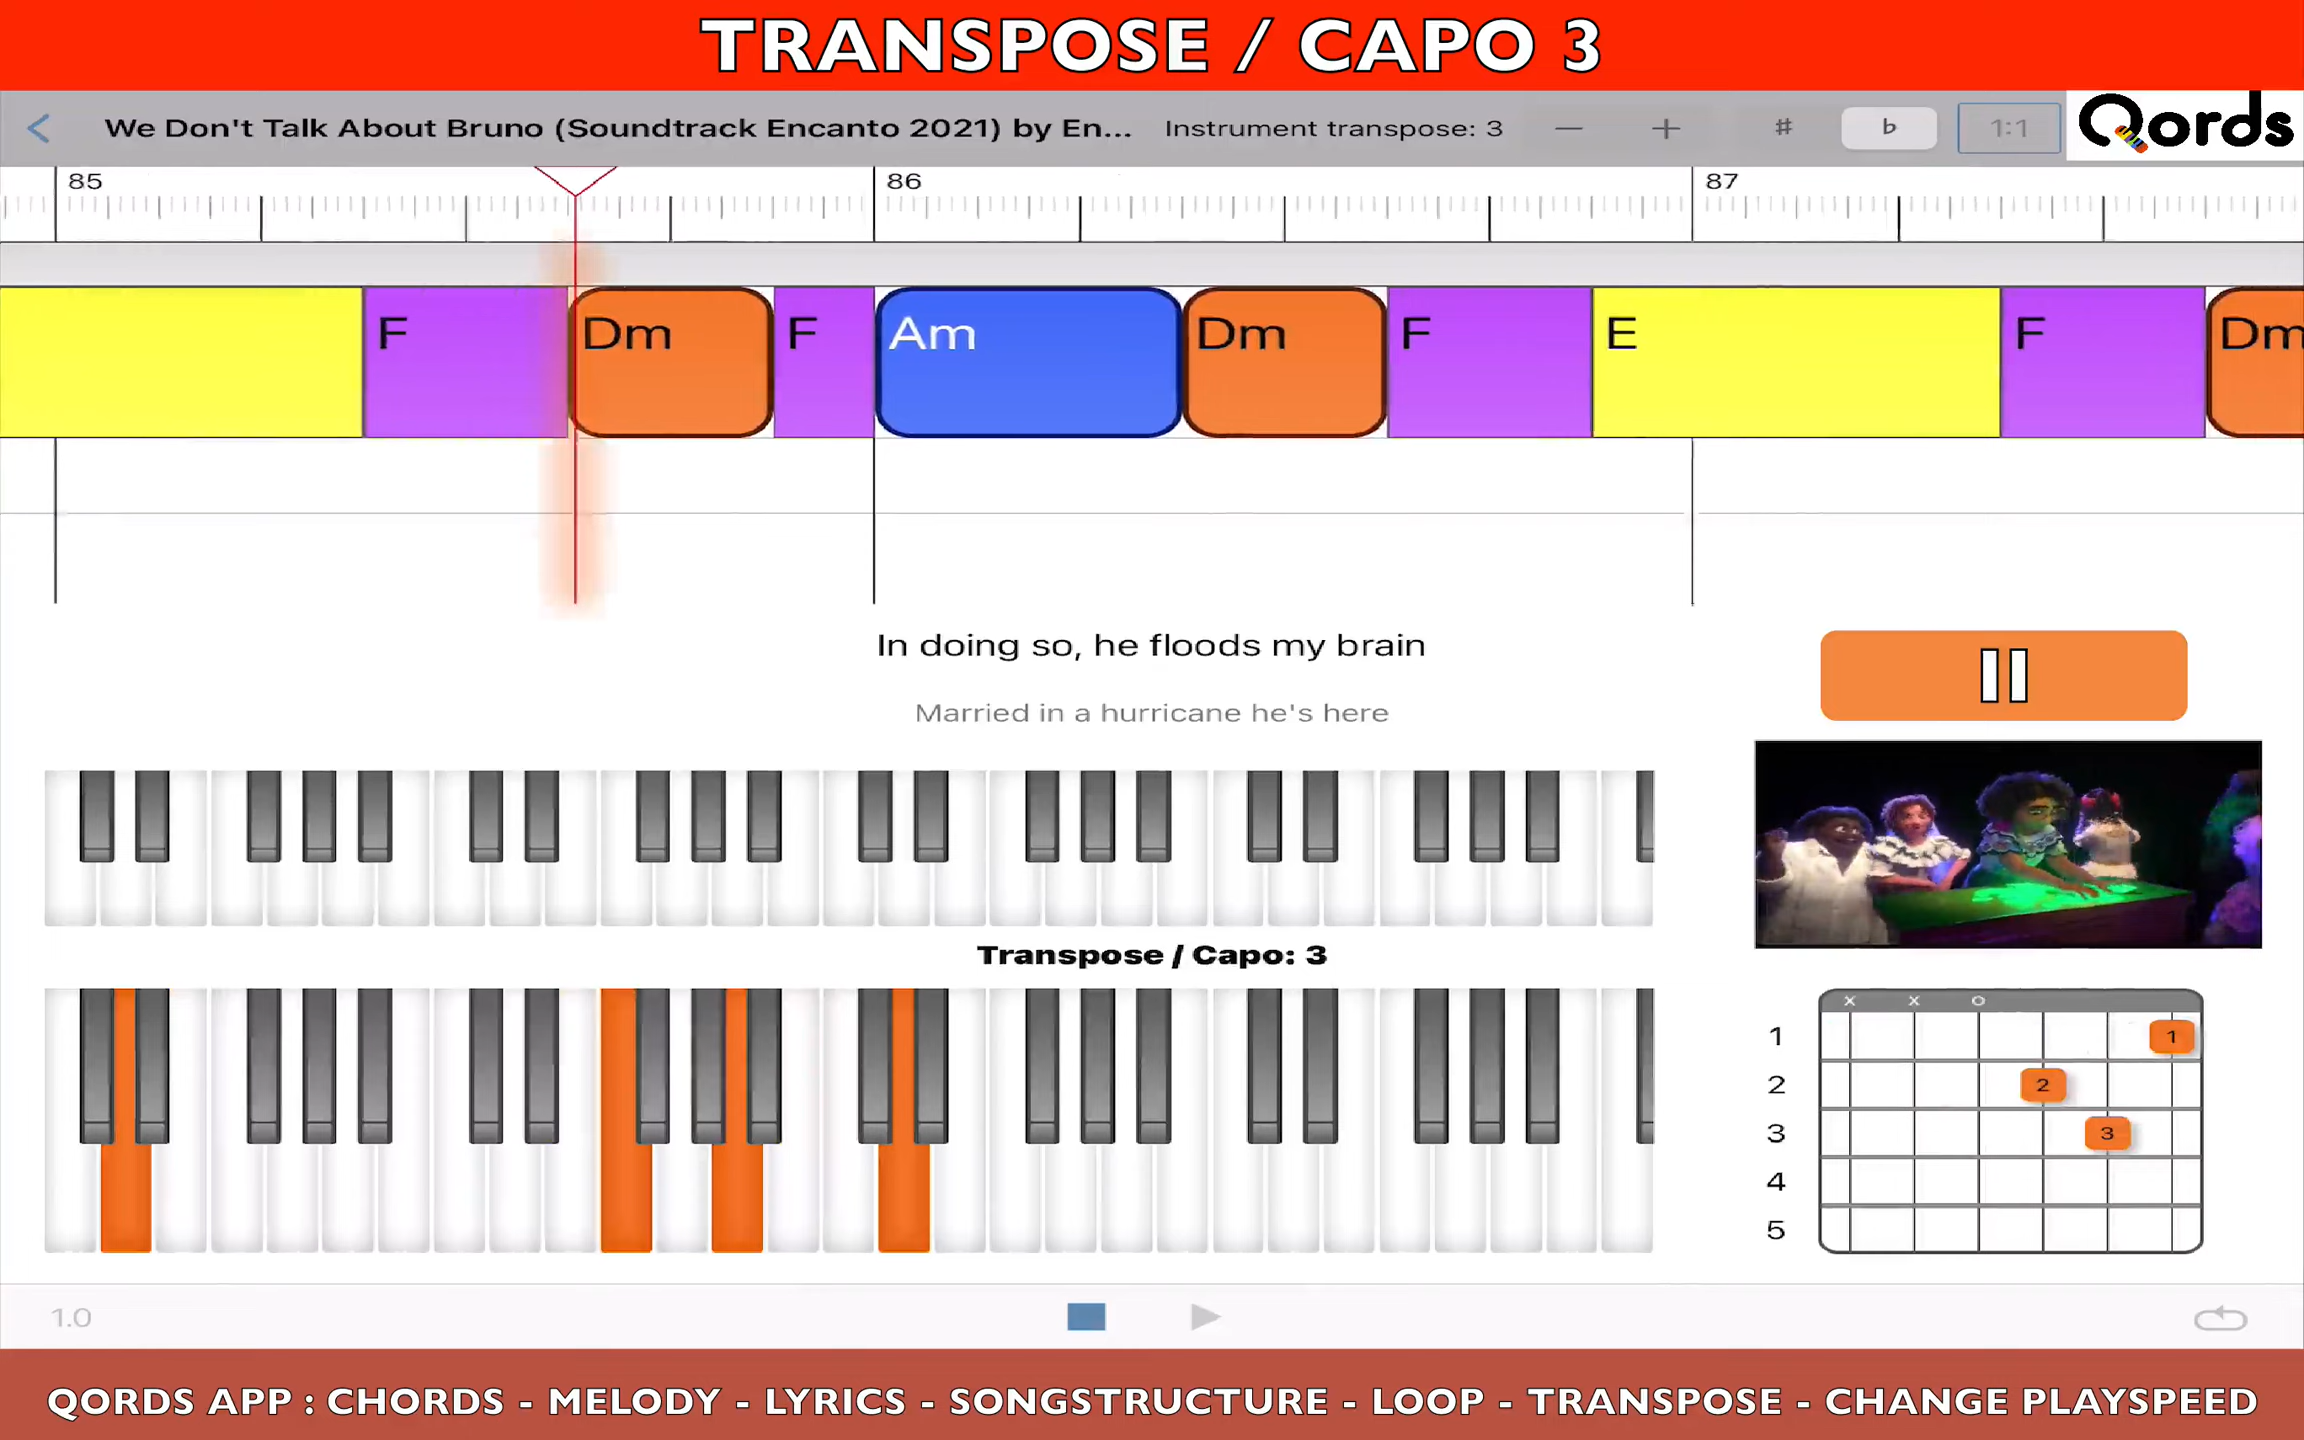 TRANSPOSE / CAPO 3
We Don't Talk About Bruno (Soundtrack Encanto 2021) by En... Instrument transpose: 3 — + # b 1:1 Qords
85 86 87
F Dm F Am Dm F E F Dm
In doing so, he floods my brain
Married in a hurricane he's here
Transpose / Capo: 3
x x o
1 1
2 2
3 3
4
5
1.0
QORDS APP : CHORDS - MELODY - LYRICS - SONGSTRUCTURE - LOOP - TRANSPOSE - CHANGE PLAYSPEED